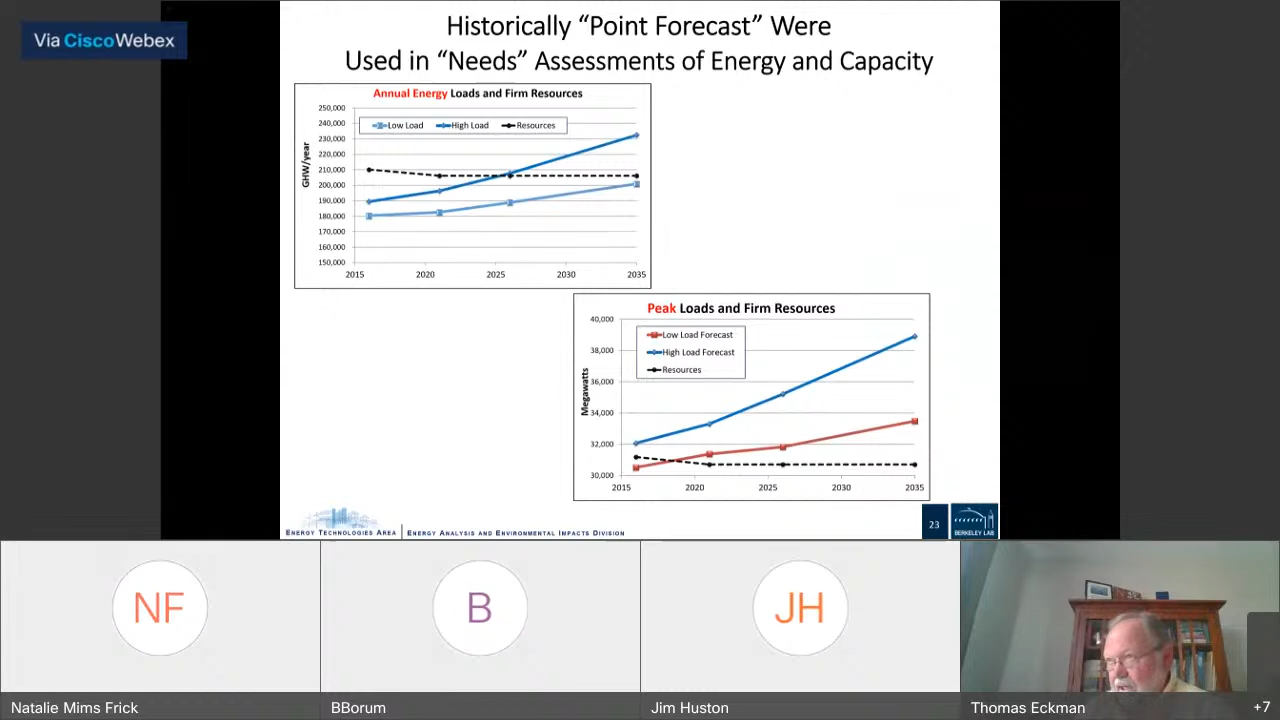 Via CiscoWebex
Historically “Point Forecast” Were
Used in “Needs” Assessments of Energy and Capacity
Annual Energy Loads and Firm Resources
250,000
240,000
230,000
220,000
210,000
200,000
190,000
180,000
170,000
160,000
150,000
GHW/year
Low Load High Load Resources
2015 2020 2025 2030 2035
Peak Loads and Firm Resources
40,000
38,000
36,000
34,000
32,000
30,000
Megawatts
Low Load Forecast
High Load Forecast
Resources
2015 2020 2025 2030 2035
ENERGY TECHNOLOGIES AREA ENERGY ANALYSIS AND ENVIRONMENTAL IMPACTS DIVISION
23
BERKELEY LAB
NF
B
JH
Natalie Mims Frick
BBorum
Jim Huston
Thomas Eckman
+7